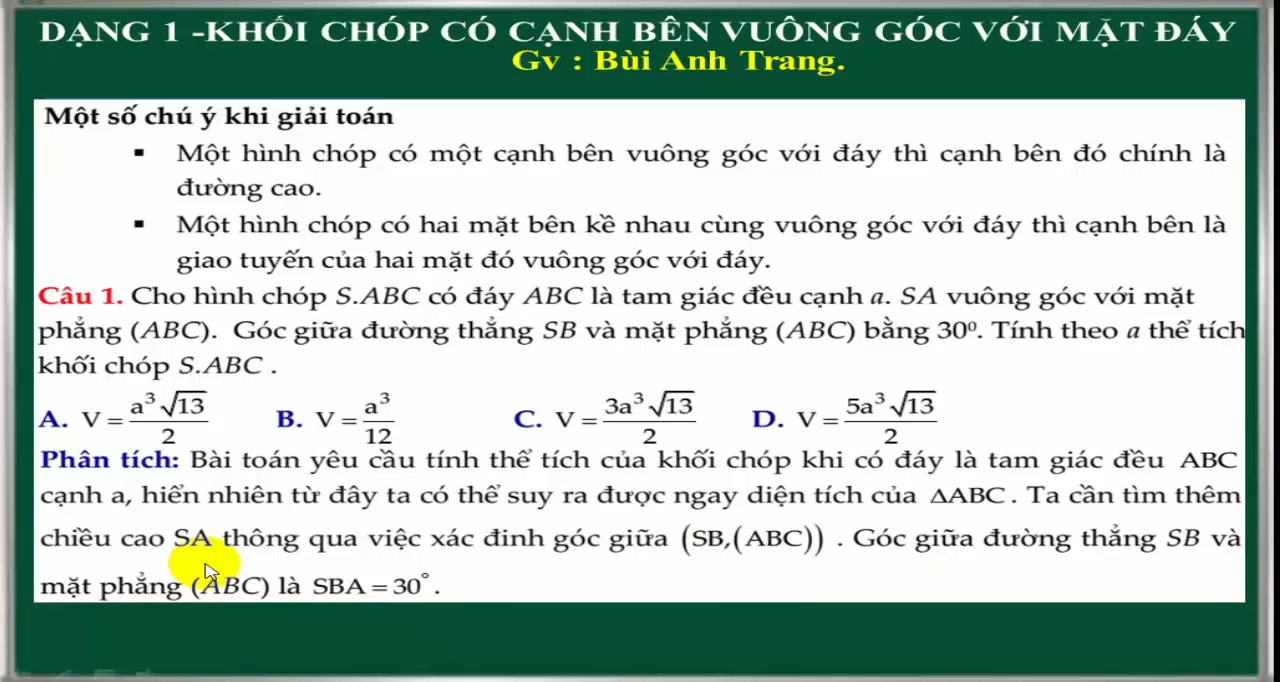 DẠNG 1 -KHỐI CHÓP CÓ CẠNH BÊN VUÔNG GÓC VỚI MẶT ĐÁY
Gv : Bùi Anh Trang.
Một số chú ý khi giải toán
▪ Một hình chóp có một cạnh bên vuông góc với đáy thì cạnh bên đó chính là
đường cao.
▪ Một hình chóp có hai mặt bên kề nhau cùng vuông góc với đáy thì cạnh bên là
giao tuyến của hai mặt đó vuông góc với đáy.
Câu 1. Cho hình chóp S.ABC có đáy ABC là tam giác đều cạnh a. SA vuông góc với mặt
phẳng (ABC). Góc giữa đường thẳng SB và mặt phẳng (ABC) bằng 30⁰. Tính theo a thể tích
khối chóp S.ABC .
A. V = a³√13/2 B. V = a³/12 C. V = 3a³√13/2 D. V = 5a³√13/2
Phân tích: Bài toán yêu cầu tính thể tích của khối chóp khi có đáy là tam giác đều ABC
cạnh a, hiển nhiên từ đây ta có thể suy ra được ngay diện tích của ΔABC . Ta cần tìm thêm
chiều cao SA thông qua việc xác đinh góc giữa (SB,(ABC)) . Góc giữa đường thẳng SB và
mặt phẳng (ABC) là SBA = 30° .